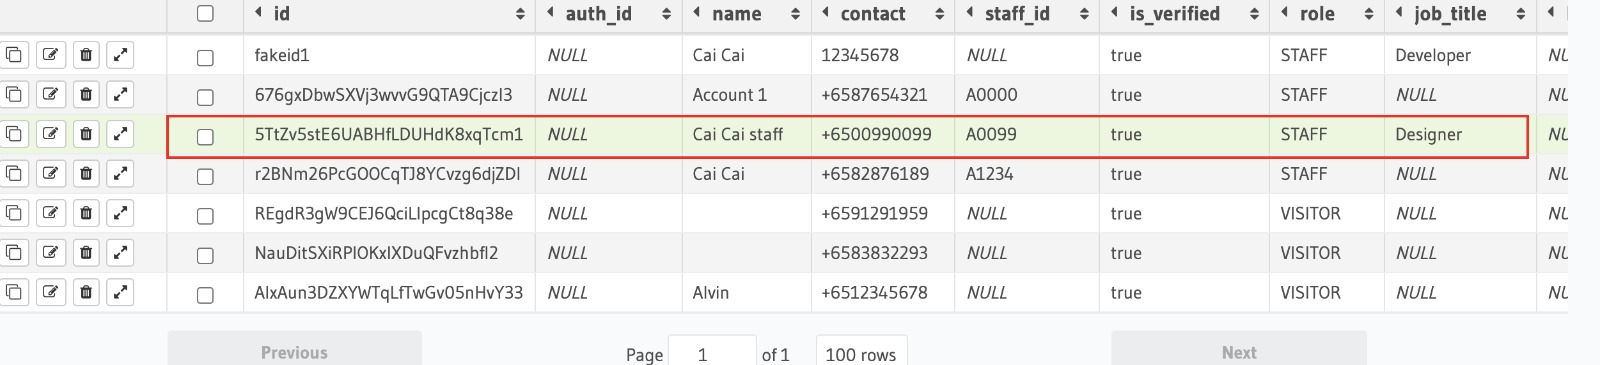 id auth_id name contact staff_id is_verified role job_title
fakeid1 NULL Cai Cai 12345678 NULL true STAFF Developer NU
676gxDbwSXVj3wvvG9QTA9Cjczl3 NULL Account 1 +6587654321 A0000 true STAFF NULL NU
5TtZv5stE6UABHfLDUHdK8xqTcm1 NULL Cai Cai staff +6500990099 A0099 true STAFF Designer NU
r2BNm26PcGOOCqTJ8YCvzg6djZDI NULL Cai Cai +6582876189 A1234 true STAFF NULL NU
REgdR3gW9CEJ6QciLlpcgCt8q38e NULL +6591291959 NULL true VISITOR NULL NU
NauDitSXiRPlOKxlXDuQFvzhbfl2 NULL +6583832293 NULL true VISITOR NULL NU
AlxAun3DZXYWTqLfTwGv05nHvY33 NULL Alvin +6512345678 NULL true VISITOR NULL NU
Previous Page 1 of 1 100 rows Next